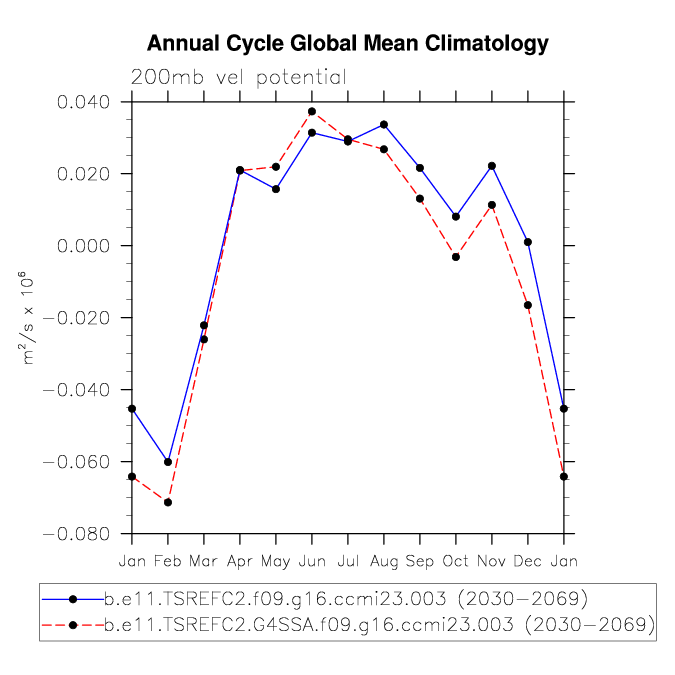 Annual Cycle Global Mean Climatology
200mb vel potential
0.040
0.020
0.000
−0.020
−0.040
−0.060
−0.080
m²/s x 10⁶
Jan Feb Mar Apr May Jun Jul Aug Sep Oct Nov Dec Jan
b.e11.TSREFC2.f09.g16.ccmi23.003 (2030−2069)
b.e11.TSREFC2.G4SSA.f09.g16.ccmi23.003 (2030−2069)